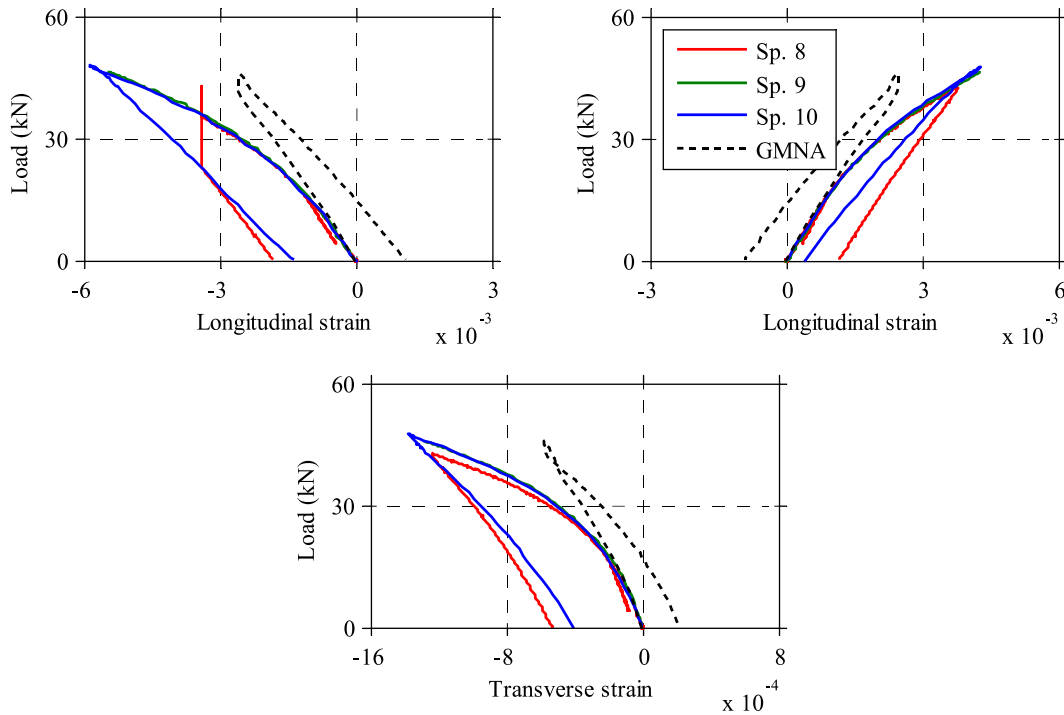 60
30
0
Load (kN)
-6
-3
0
3
Longitudinal strain
x 10
-3
60
30
0
Load (kN)
Sp. 8
Sp. 9
Sp. 10
GMNA
-3
0
3
6
Longitudinal strain
x 10
-3
60
30
0
Load (kN)
-16
-8
0
8
Transverse strain
x 10
-4